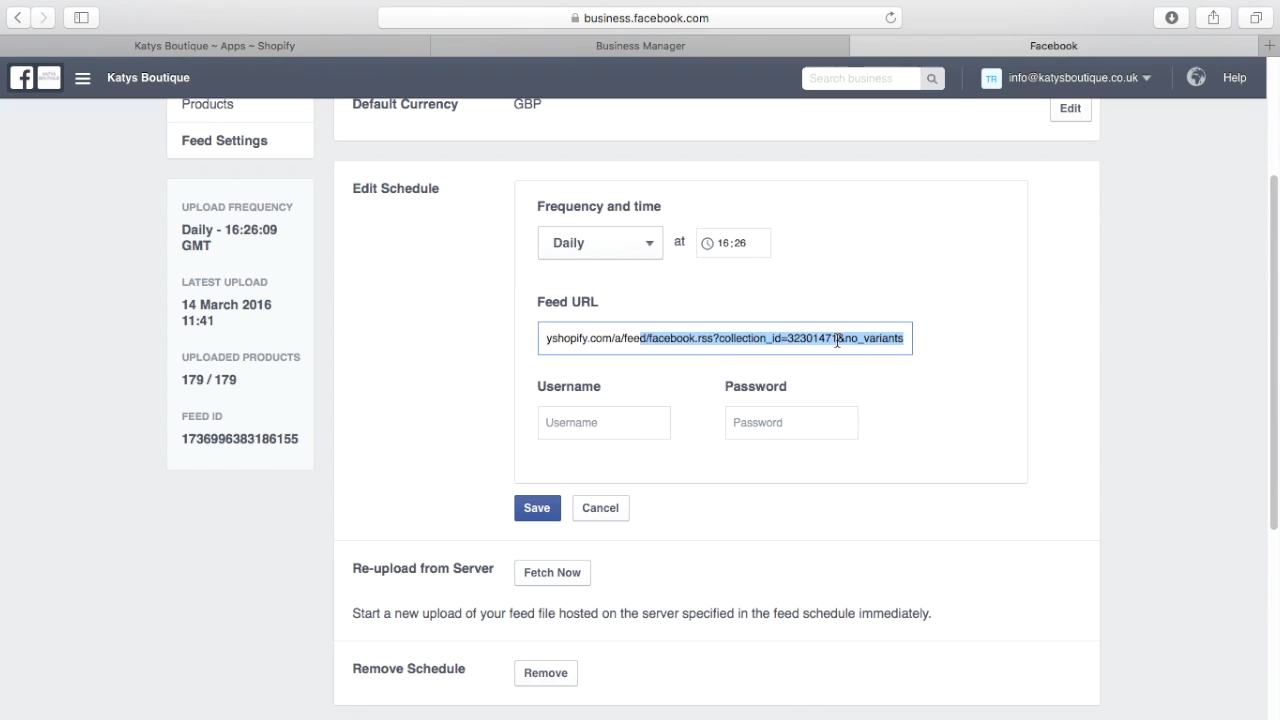 business.facebook.com
Katys Boutique ~ Apps ~ Shopify
Business Manager
Facebook
Katys Boutique
Search business
TR
info@katysboutique.co.uk
Help
Products
Feed Settings
UPLOAD FREQUENCY
Daily - 16:26:09
GMT
LATEST UPLOAD
14 March 2016
11:41
UPLOADED PRODUCTS
179 / 179
FEED ID
1736996383186155
Default Currency
GBP
Edit
Edit Schedule
Frequency and time
Daily
at
16:26
Feed URL
yshopify.com/a/feed/facebook.rss?collection_id=32301471&no_variants
Username
Password
Username
Password
Save
Cancel
Re-upload from Server
Fetch Now
Start a new upload of your feed file hosted on the server specified in the feed schedule immediately.
Remove Schedule
Remove